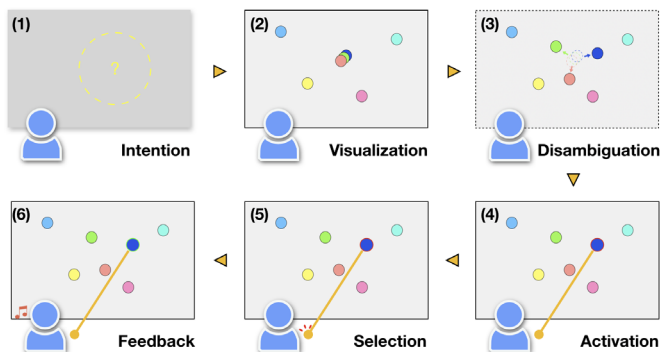 (1)
?
Intention
(2)
Visualization
(3)
Disambiguation
(4)
Activation
(5)
Selection
(6)
Feedback